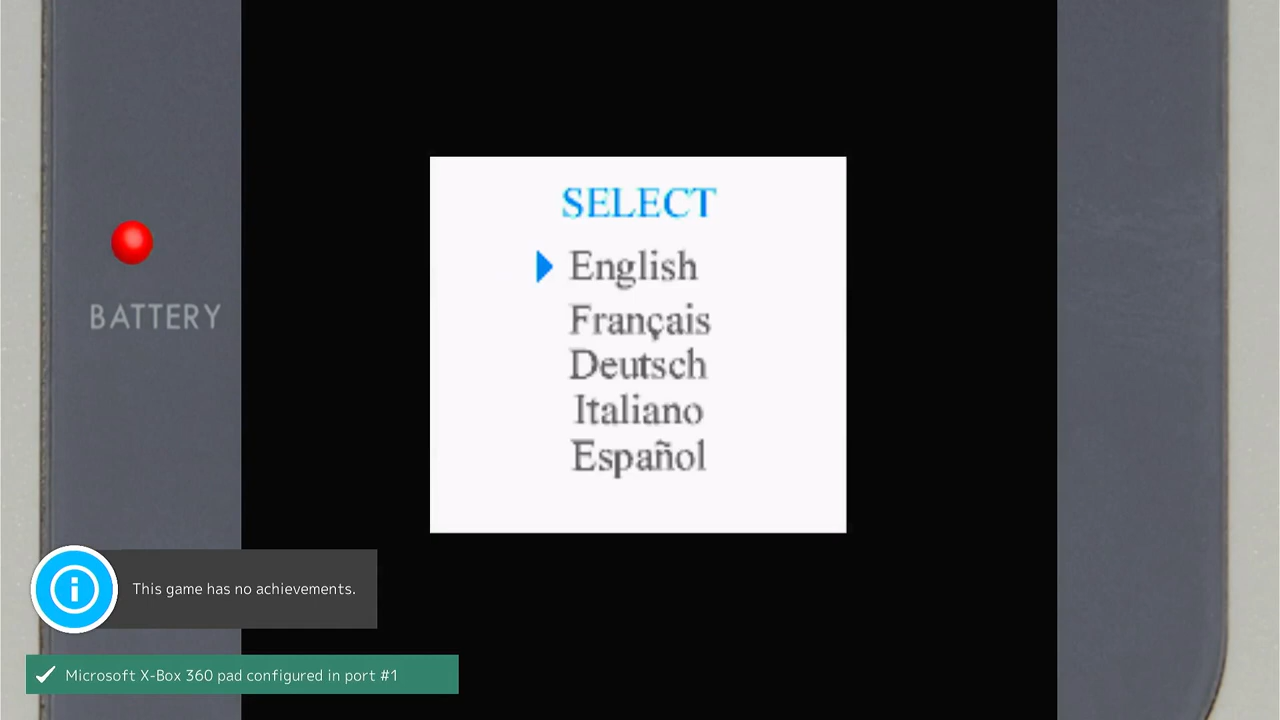 SELECT
English
Français
Deutsch
Italiano
Español
BATTERY
This game has no achievements.
Microsoft X-Box 360 pad configured in port #1